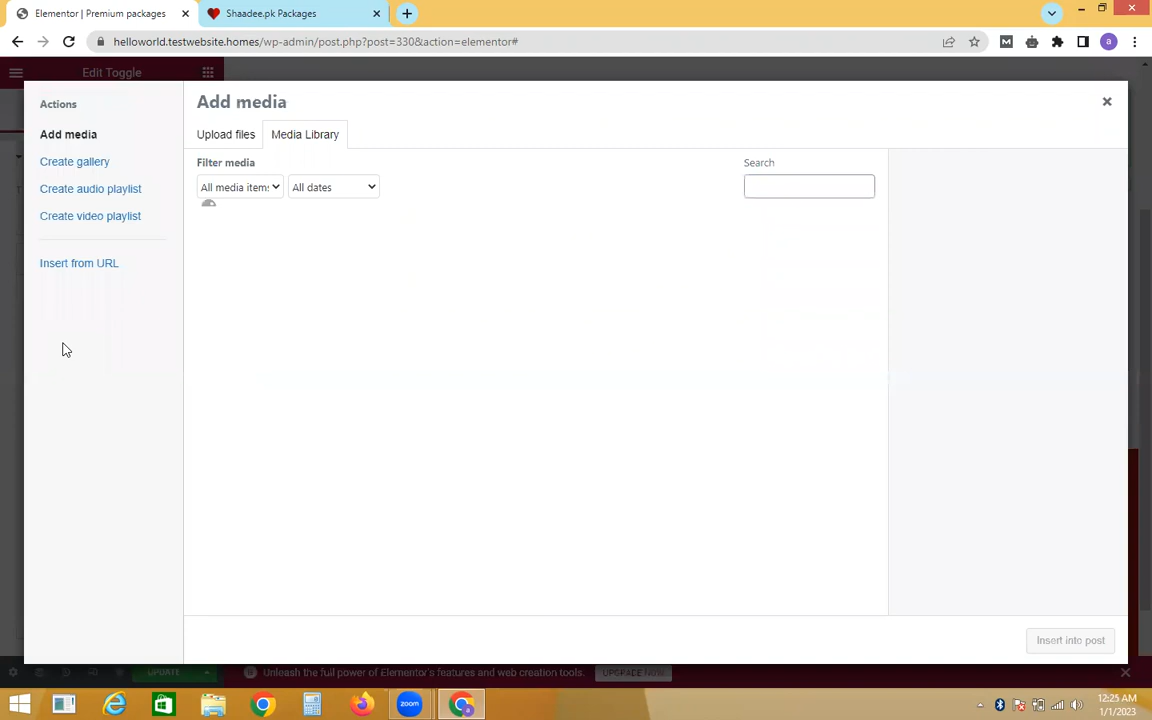 Elementor | Premium packages
Shaadee.pk Packages
helloworld.testwebsite.homes/wp-admin/post.php?post=330&action=elementor#
Edit Toggle
Actions
Add media
Create gallery
Create audio playlist
Create video playlist
Insert from URL
Add media
Upload files
Media Library
Filter media
All media items
All dates
Search
Insert into post
UPDATE
Unleash the full power of Elementor's features and web creation tools.
UPGRADE NOW
zoom
12:25 AM
1/1/2023